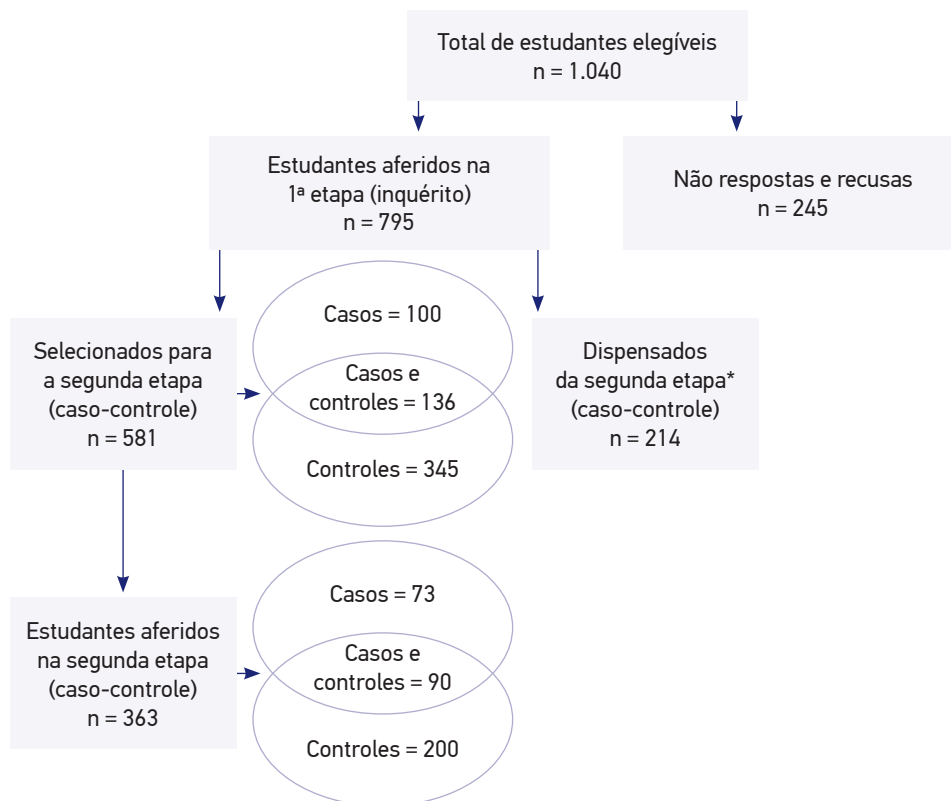 Total de estudantes elegíveis
n = 1.040
Estudantes aferidos na
1ª etapa (inquérito)
n = 795
Não respostas e recusas
n = 245
Selecionados para
a segunda etapa
(caso-controle)
n = 581
Casos = 100
Casos e
controles = 136
Controles = 345
Dispensados
da segunda etapa*
(caso-controle)
n = 214
Estudantes aferidos
na segunda etapa
(caso-controle)
n = 363
Casos = 73
Casos e
controles = 90
Controles = 200